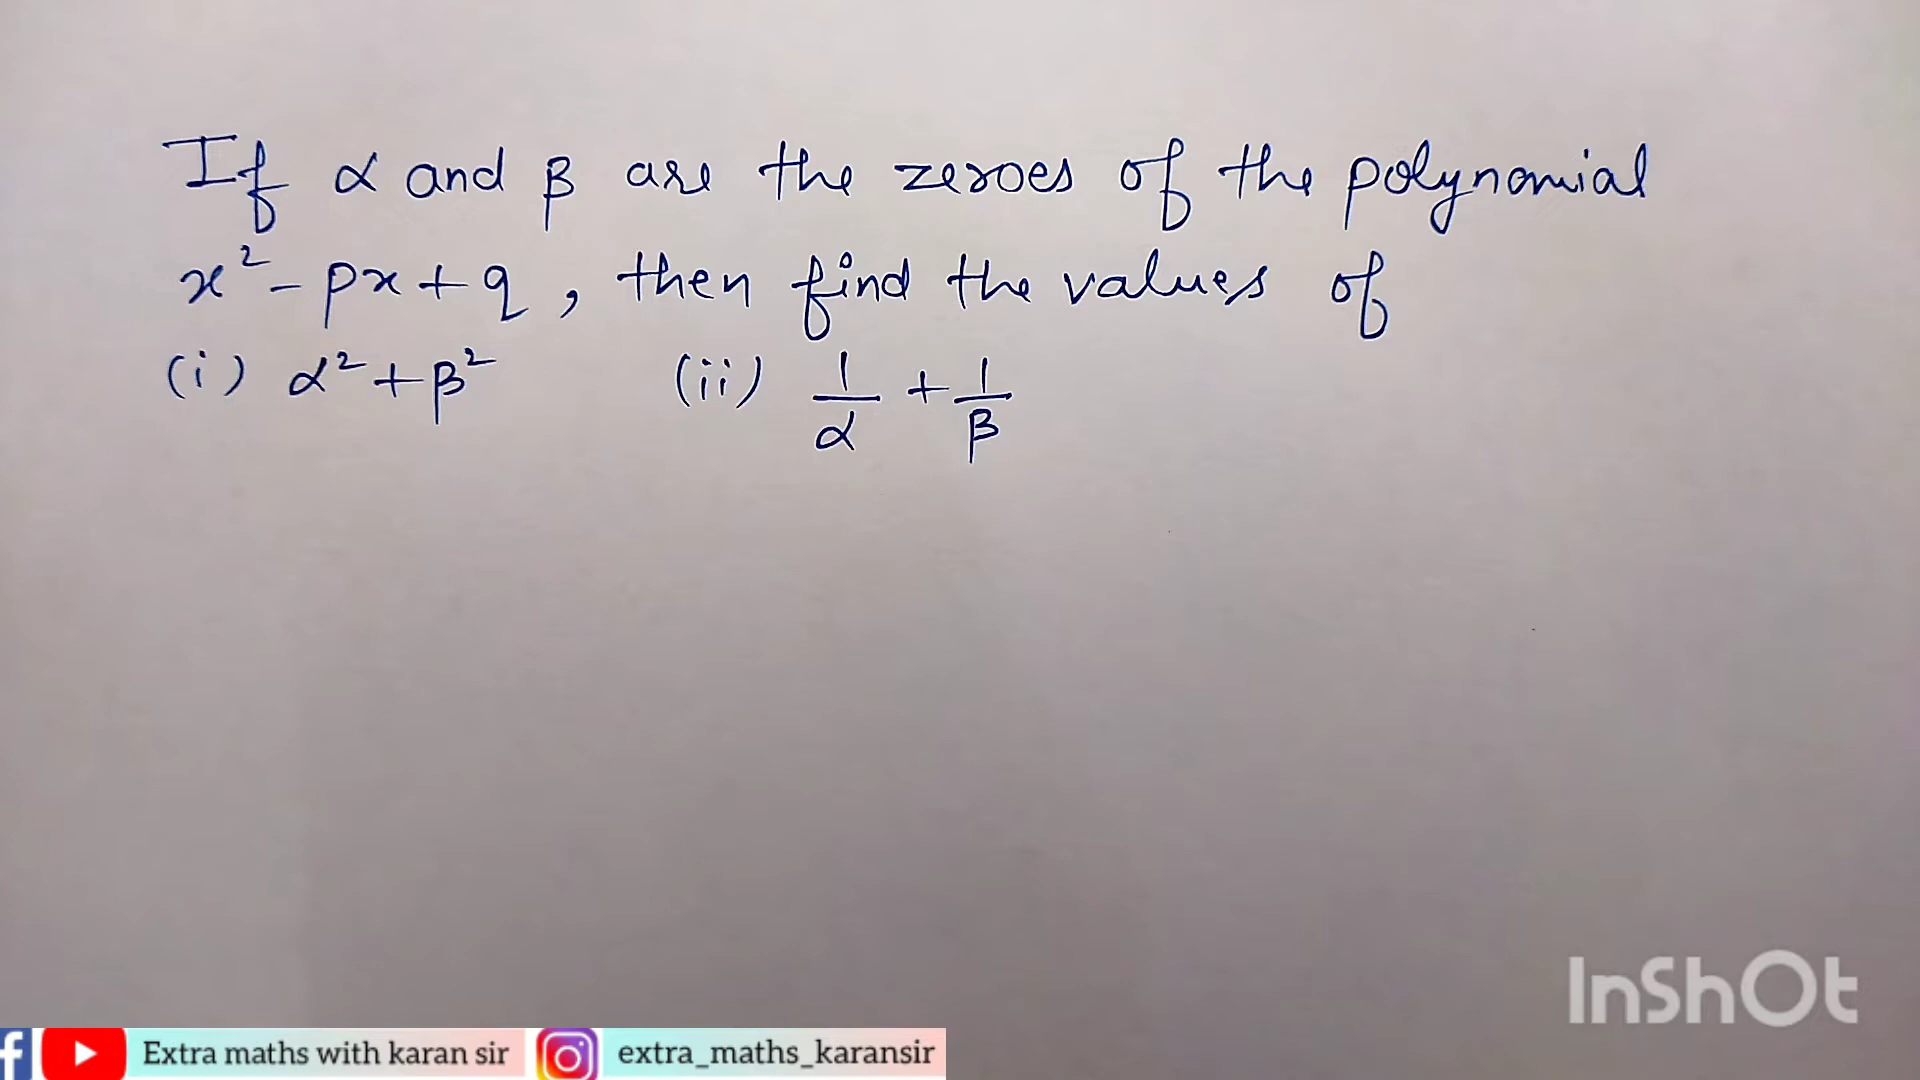 If α and β are the zeroes of the polynomial
x² - px + q, then find the values of
(i) α² + β² (ii) 1/α + 1/β
InShOt
f Extra maths with karan sir extra_maths_karansir